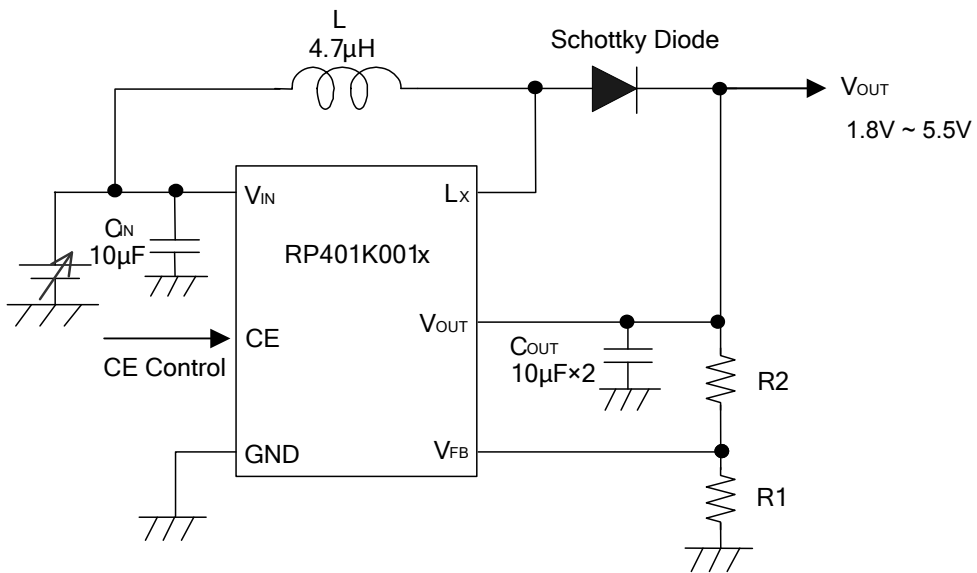 L
4.7µH
Schottky Diode
VOUT
1.8V ~ 5.5V
VIN
LX
CIN
10µF
RP401K001x
VOUT
CE
CE Control
COUT
10µF×2
R2
GND
VFB
R1